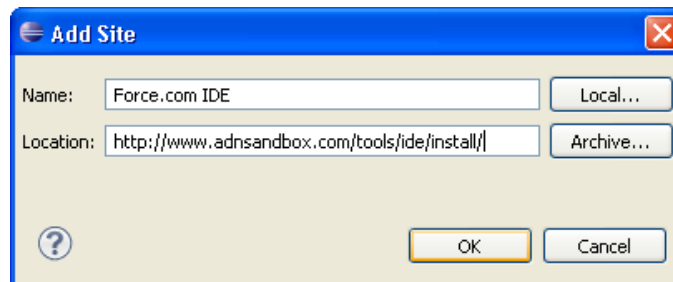 Add Site
Name: Force.com IDE Local...
Location: http://www.adnsandbox.com/tools/ide/install/ Archive...
? OK Cancel